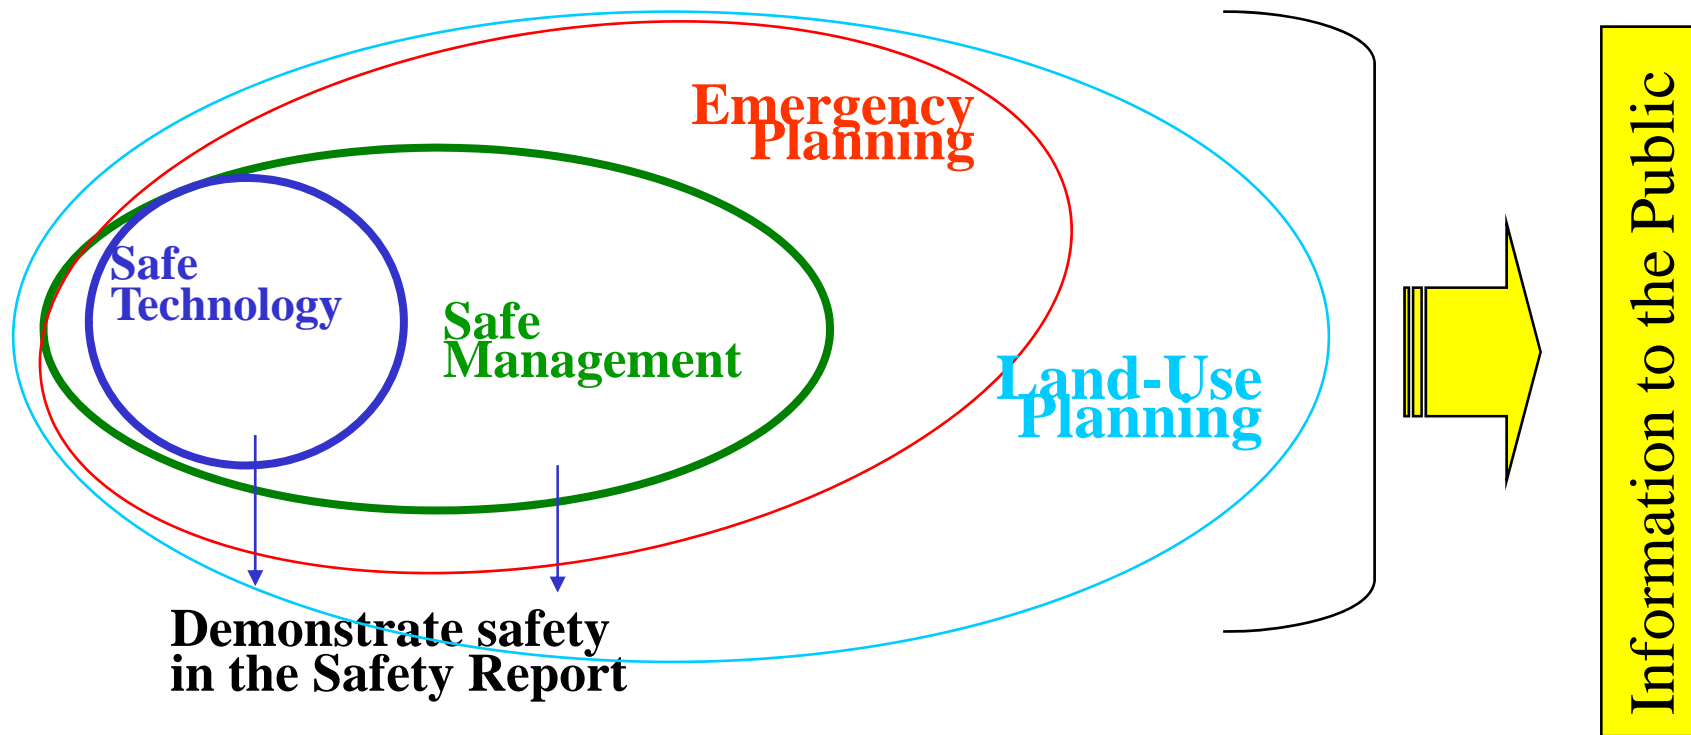 Emergency
Planning
Safe
Technology
Safe
Management
Land-Use
Planning
Demonstrate safety
in the Safety Report
Information to the Public